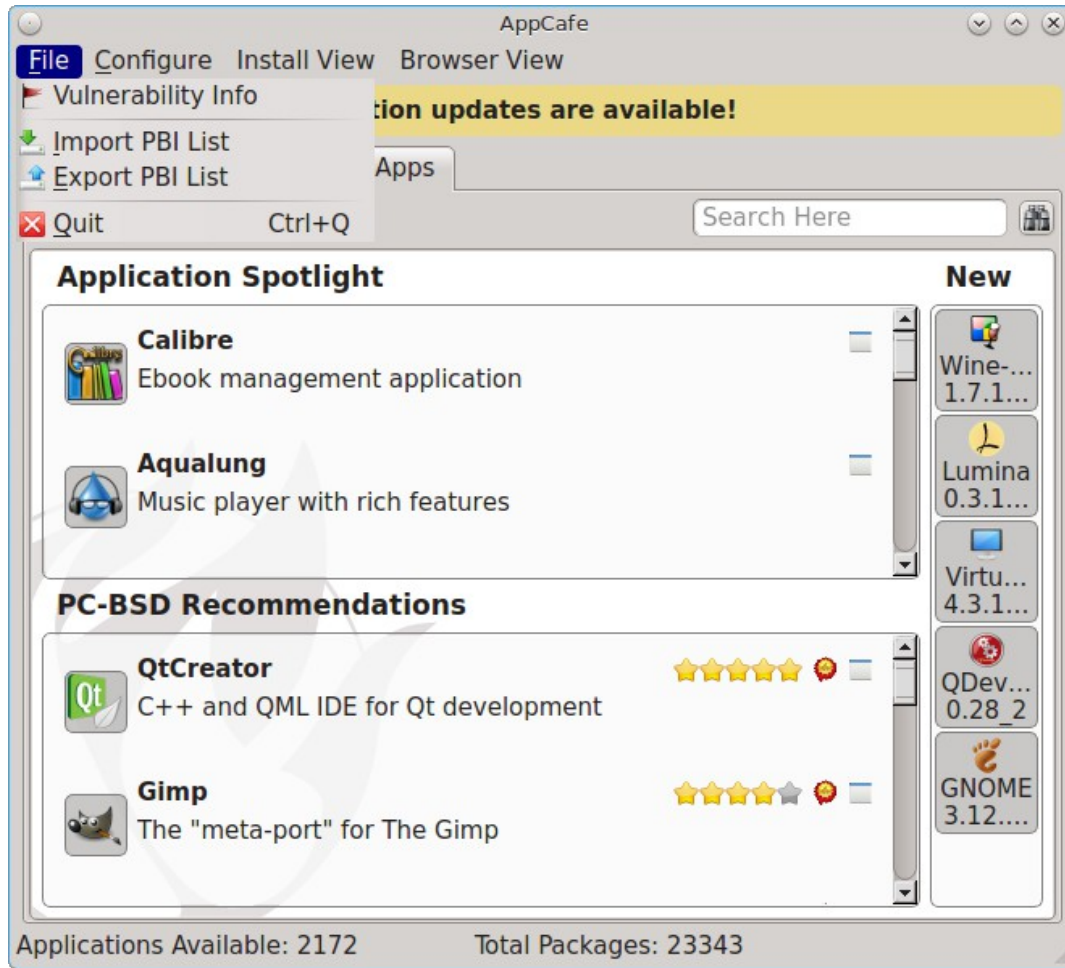 AppCafe
File Configure Install View Browser View
Vulnerability Info
tion updates are available!
Import PBI List
Export PBI List
Apps
Quit Ctrl+Q
Search Here
Application Spotlight
New
Calibre
Ebook management application
Wine-...
1.7.1...
Aqualung
Music player with rich features
Lumina
0.3.1...
Virtu...
4.3.1...
PC-BSD Recommendations
QtCreator
C++ and QML IDE for Qt development
QDev...
0.28_2
Gimp
The "meta-port" for The Gimp
GNOME
3.12....
Applications Available: 2172 Total Packages: 23343